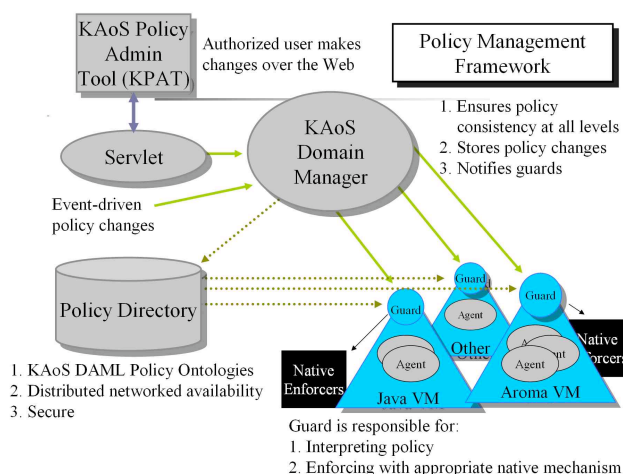 KAoS Policy
Admin
Tool (KPAT)
Authorized user makes
changes over the Web
Policy Management
Framework
1. Ensures policy
consistency at all levels
2. Stores policy changes
3. Notifies guards
KAoS
Domain
Manager
Servlet
Event-driven
policy changes
Policy Directory
1. KAoS DAML Policy Ontologies
2. Distributed networked availability
3. Secure
Guard
Guard
Guard
Agent
Agent
Agent
Other
Native
Enforcers
Native
Java VM
Aroma VM
Guard is responsible for:
1. Interpreting policy
2. Enforcing with appropriate native mechanism